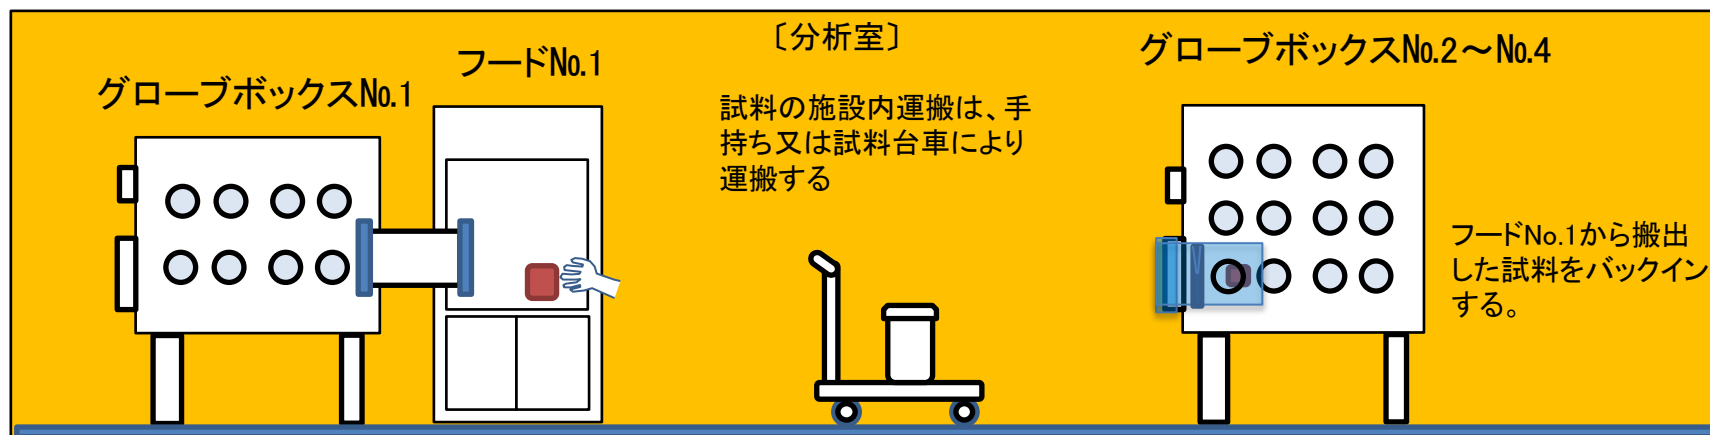 〔分析室〕
グローブボックス№1
フード№1
試料の施設内運搬は、手
持ち又は試料台車により
運搬する
グローブボックス№2～№4
フードNo.1から搬出
した試料をバックイン
する。